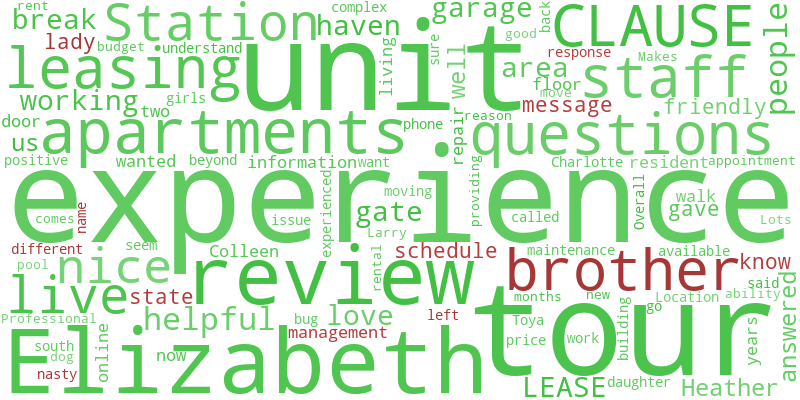 rent
break
Station
complex
haven
garage
back
CLAUSE
people
lady
budget
understand
unit
living
sure
good
response
Makes
leasing
well
area
staff
working
girls
floor
move
two
message
friendly
door
apartments
phone
repair
reason
questions
us
positive
wanted
beyond
information
want
Charlotte
resident
appointment
experience
moving
providing
walk
name
comes
issue
experienced
gate
called
Overall
gave
Lots
Larry
different
seem
Colleen
schedule
maintenance
available
know
pool
nice
review
rental
brother
said
live
state
months
new
Location
ability
answered
Professional
helpful
bug
love
left
tour
Toya
go
management
building
work
years
south
online
now
Elizabeth
price
dog
nasty
LEASE
daughter
Heather